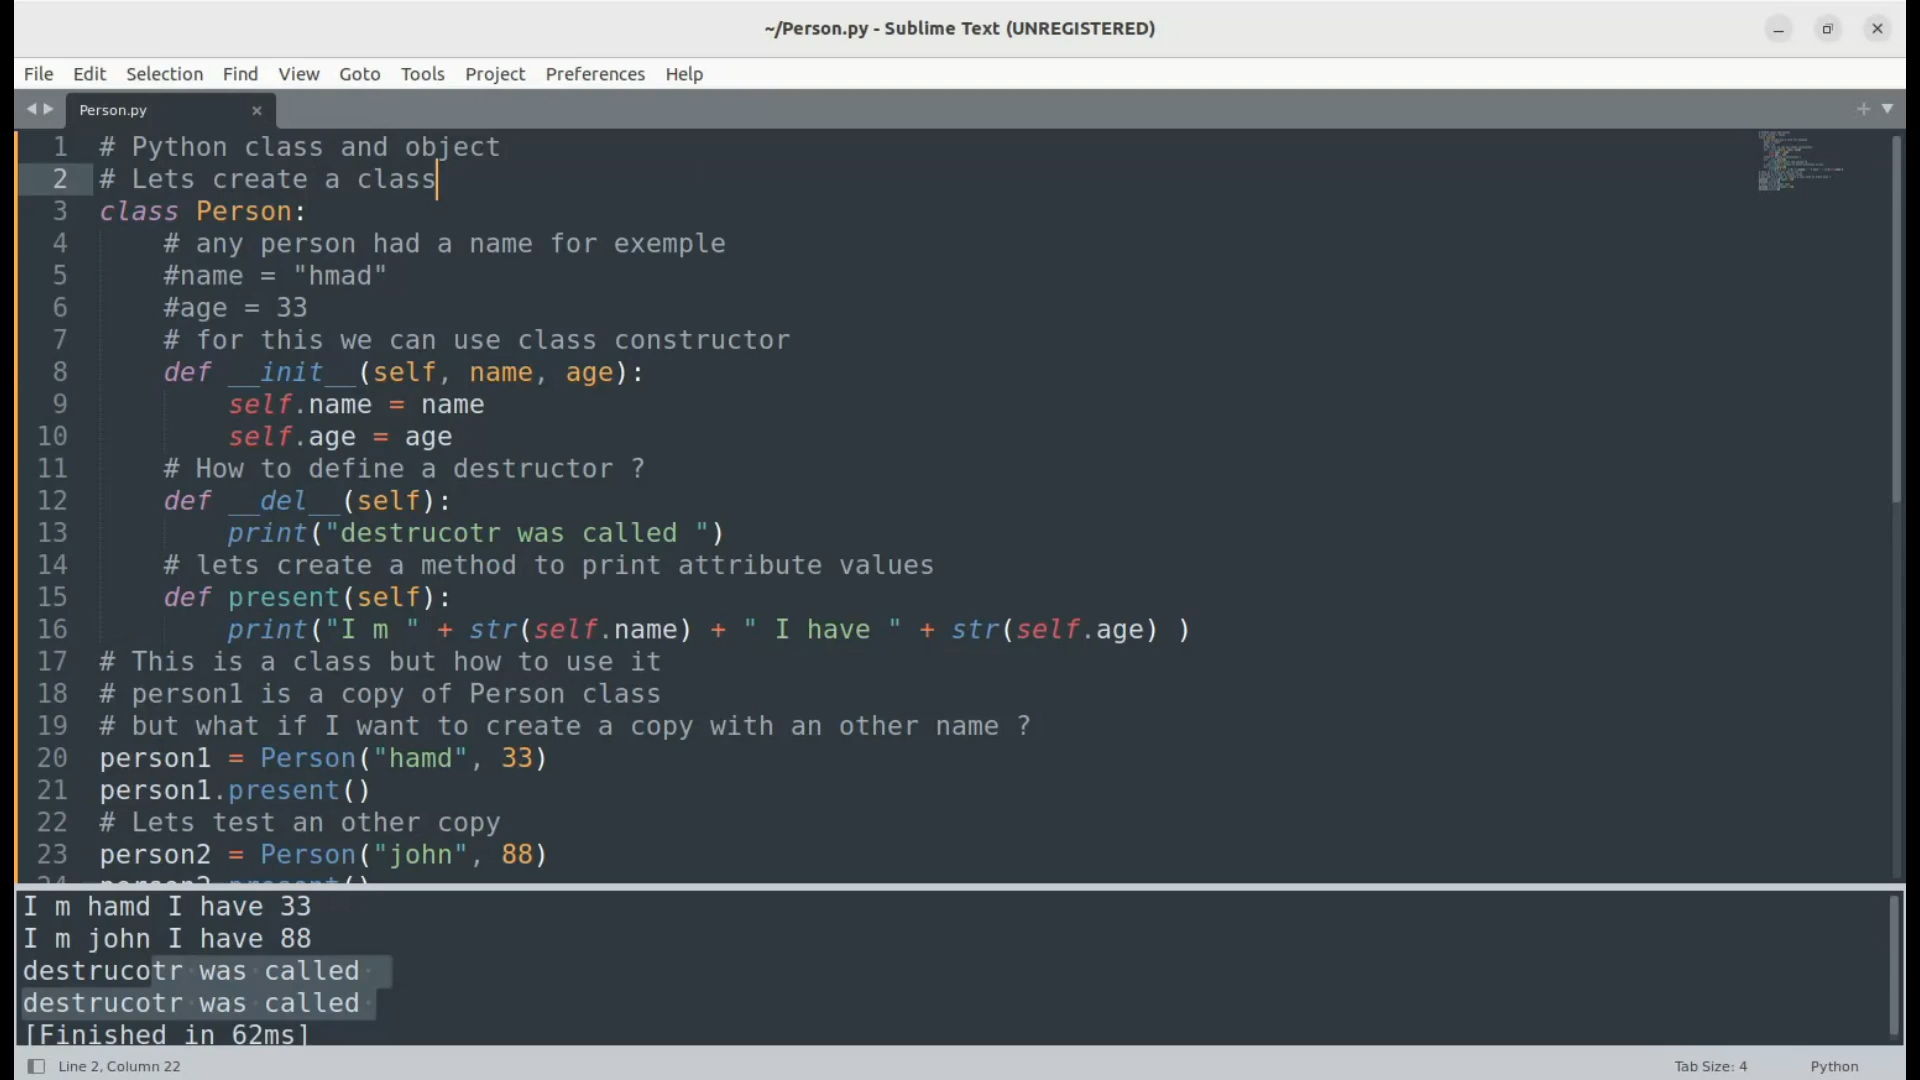 ~/Person.py - Sublime Text (UNREGISTERED)
File Edit Selection Find View Goto Tools Project Preferences Help
Person.py
1 # Python class and object
2 # Lets create a class
3 class Person:
4     # any person had a name for exemple
5     #name = "hmad"
6     #age = 33
7     # for this we can use class constructor
8     def __init__(self, name, age):
9         self.name = name
10         self.age = age
11     # How to define a destructor ?
12     def __del__(self):
13         print("destrucotr was called ")
14     # lets create a method to print attribute values
15     def present(self):
16         print("I m " + str(self.name) + " I have " + str(self.age) )
17 # This is a class but how to use it
18 # person1 is a copy of Person class
19 # but what if I want to create a copy with an other name ?
20 person1 = Person("hamd", 33)
21 person1.present()
22 # Lets test an other copy
23 person2 = Person("john", 88)
24 person2.present()
I m hamd I have 33
I m john I have 88
destrucotr was called
destrucotr was called
[Finished in 62ms]
Line 2, Column 22
Tab Size: 4
Python